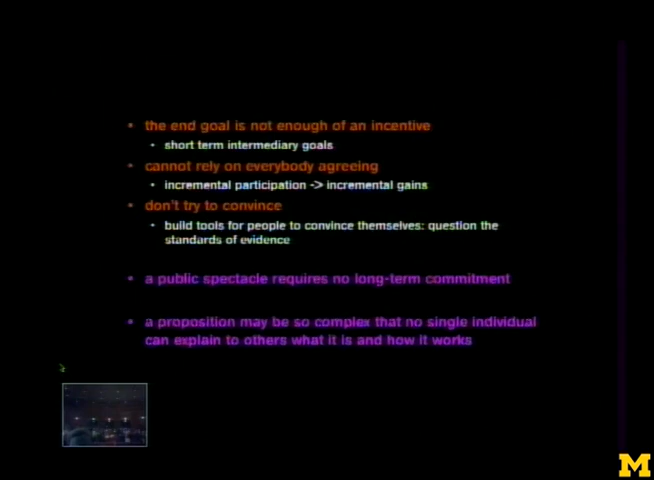 • the end goal is not enough of an incentive
• short term intermediary goals
• cannot rely on everybody agreeing
• incremental participation -> incremental gains
• don't try to convince
• build tools for people to convince themselves: question the
standards of evidence
• a public spectacle requires no long-term commitment
• a proposition may be so complex that no single individual
can explain to others what it is and how it works
M